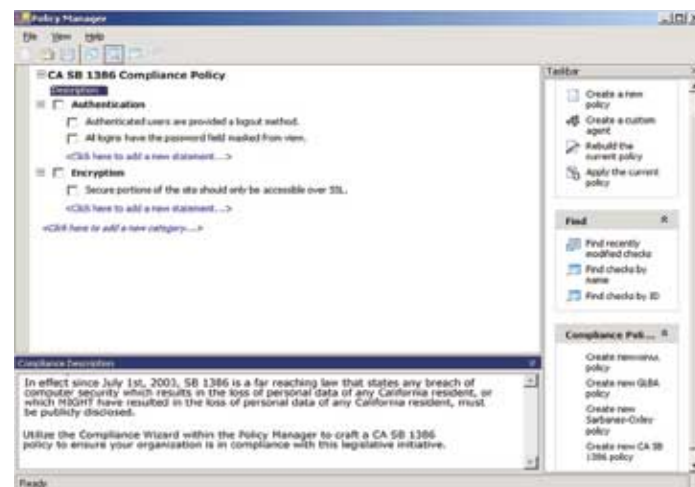 Policy Manager
File View Help
CA SB 1386 Compliance Policy
Description
Authentication
Authenticated users are provided a logout method.
All logins have the password field masked from view.
<Click here to add a new statement...>
Encryption
Secure portions of the site should only be accessible over SSL.
<Click here to add a new statement...>
<Click here to add a new category...>
Compliance Description
In effect since July 1st, 2003, SB 1386 is a far reaching law that states any breach of
computer security which results in the loss of personal data of any California resident, or
which MIGHT have resulted in the loss of personal data of any California resident, must
be publicly disclosed.
Utilize the Compliance Wizard within the Policy Manager to craft a CA SB 1386
policy to ensure your organization is in compliance with this legislative initiative.
Ready
Taskbar
Create a new
policy
Create a custom
agent
Rebuild the
current policy
Apply the current
policy
Find
Find recently
modified checks
Find checks by
name
Find checks by ID
Compliance Poli...
Create new
policy
Create new GLBA
policy
Create new
Sarbanes-Oxley
policy
Create new CA SB
1386 policy